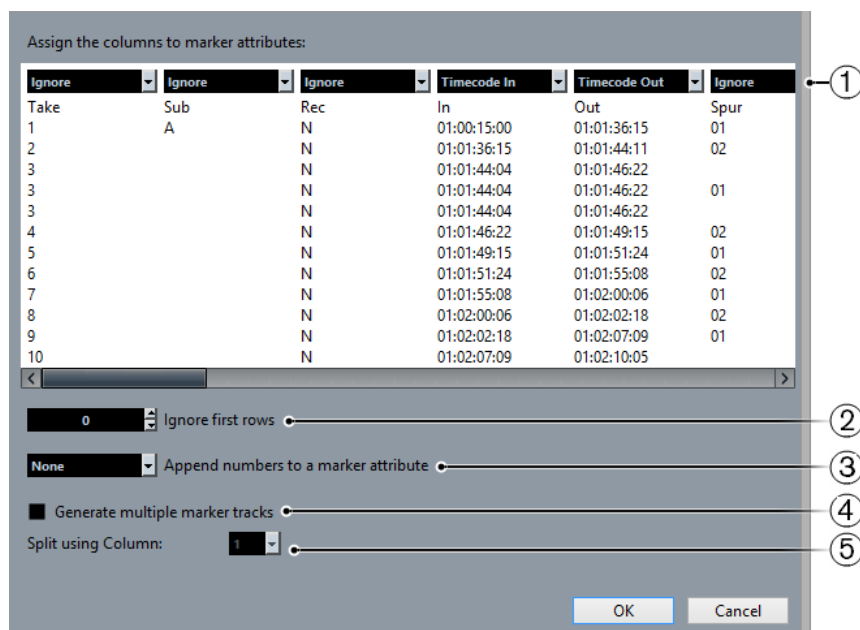 Assign the columns to marker attributes:
Ignore Ignore Ignore Timecode In Timecode Out Ignore
Take Sub Rec In Out Spur
1 A N 01:00:15:00 01:01:36:15 01
2 N 01:01:36:15 01:01:44:11 02
3 N 01:01:44:04 01:01:46:22
3 N 01:01:44:04 01:01:46:22 01
3 N 01:01:44:04 01:01:46:22
4 N 01:01:46:22 01:01:49:15 02
5 N 01:01:49:15 01:01:51:24 01
6 N 01:01:51:24 01:01:55:08 02
7 N 01:01:55:08 01:02:00:06 01
8 N 01:02:00:06 01:02:02:18 02
9 N 01:02:02:18 01:02:07:09 01
10 N 01:02:07:09 01:02:10:05
0 Ignore first rows
None Append numbers to a marker attribute
Generate multiple marker tracks
Split using Column: 1
OK Cancel
1
2
3
4
5